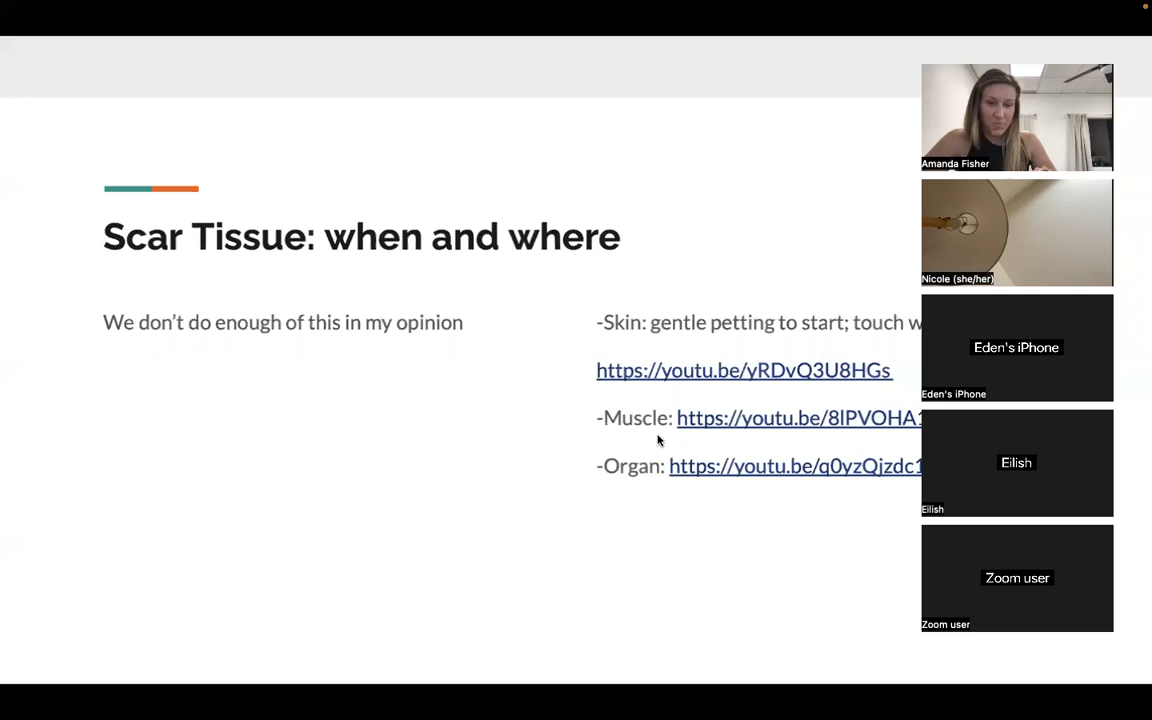 Scar Tissue: when and where
We don’t do enough of this in my opinion
-Skin: gentle petting to start; touch
https://youtu.be/yRDvQ3U8HGs
-Muscle: https://youtu.be/8lPVOHA
-Organ: https://youtu.be/q0yzQjzdc1
Amanda Fisher
Nicole (she/her)
Eden's iPhone
Eden's iPhone
Eilish
Eilish
Zoom user
Zoom user